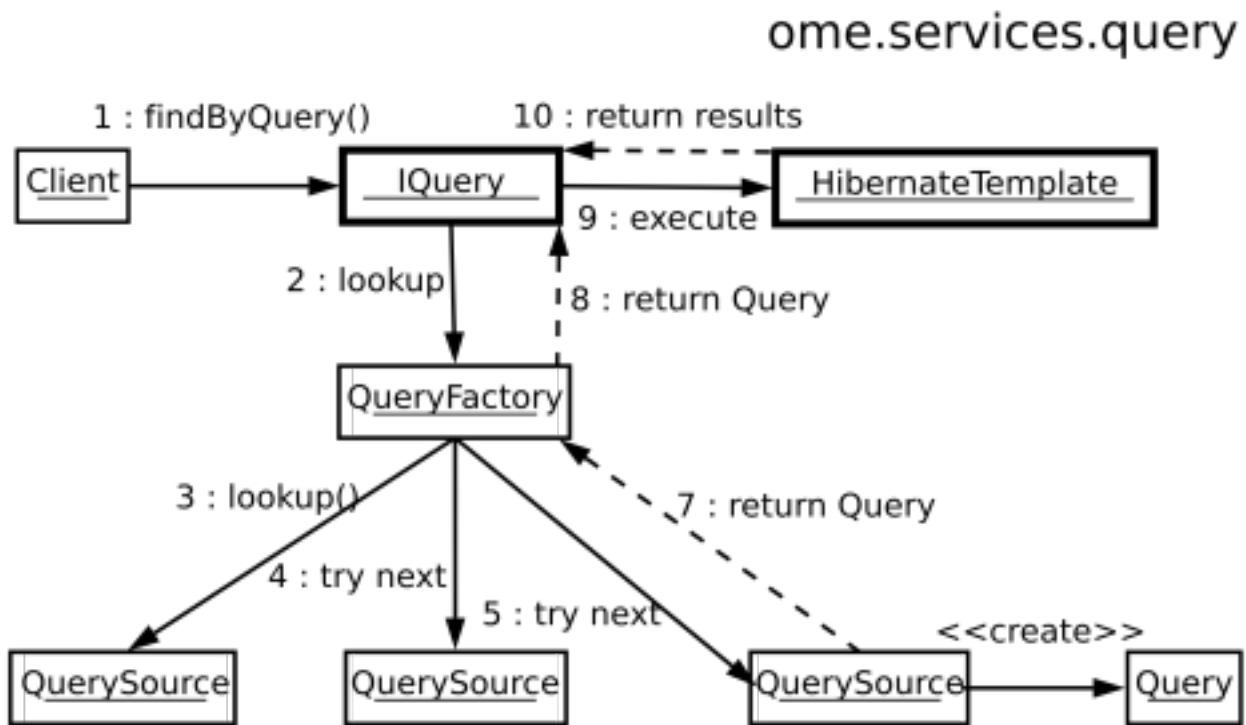 ome.services.query
1 : findByQuery()
10 : return results
Client
IQuery
HibernateTemplate
9 : execute
2 : lookup
8 : return Query
QueryFactory
3 : lookup()
7 : return Query
4 : try next
5 : try next
<<create>>
QuerySource
QuerySource
QuerySource
Query